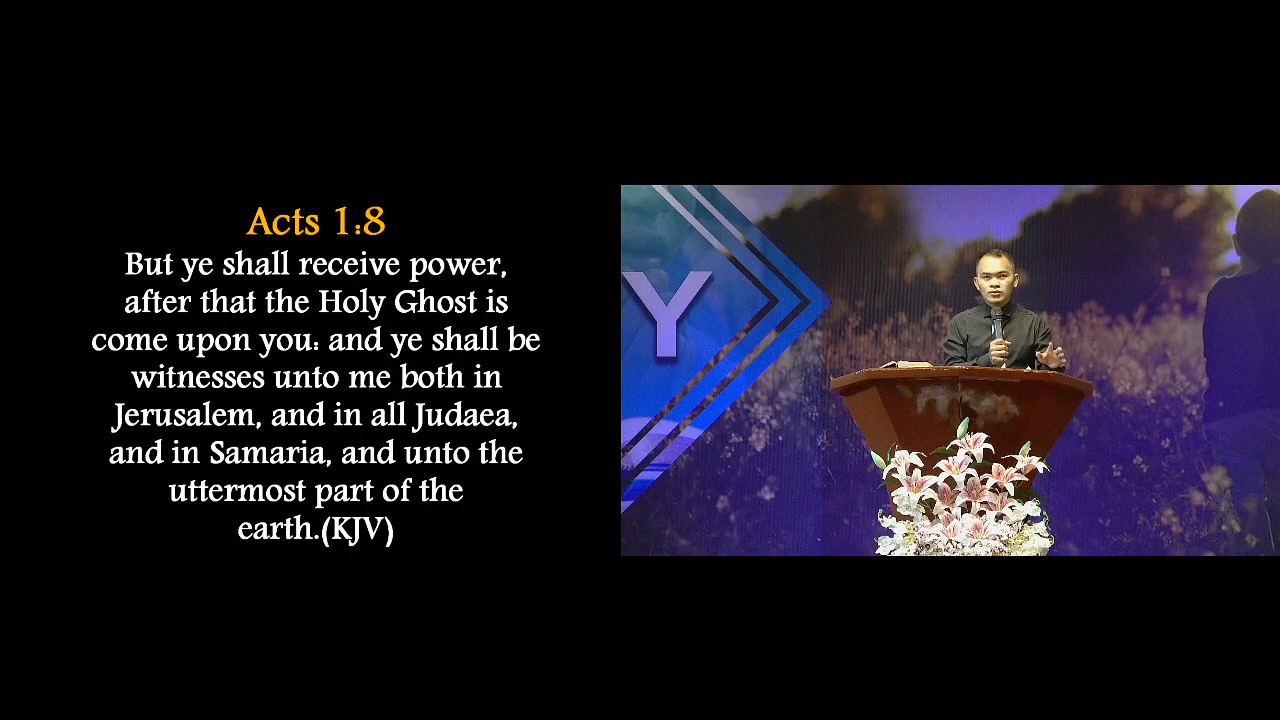 Acts 1:8
But ye shall receive power,
after that the Holy Ghost is
come upon you: and ye shall be
witnesses unto me both in
Jerusalem, and in all Judaea,
and in Samaria, and unto the
uttermost part of the
earth.(KJV)
Y